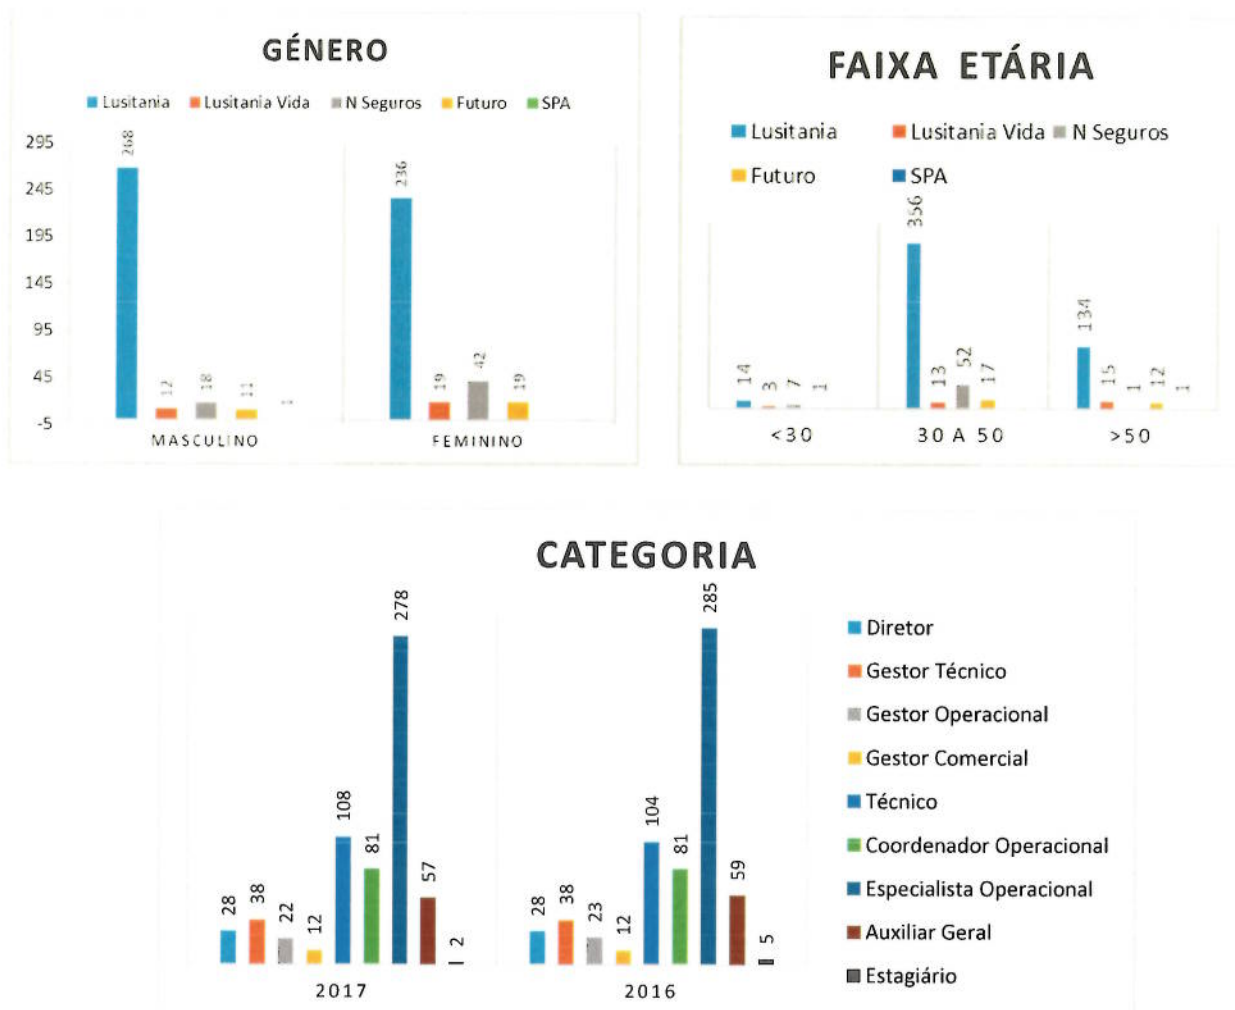 GÉNERO
Lusitania Lusitania Vida N Seguros Futuro SPA
295
245
195
145
95
45
-5
268
12
18
11
1
236
19
42
19
MASCULINO
FEMININO
FAIXA ETÁRIA
Lusitania Lusitania Vida N Seguros
Futuro SPA
14
3
7
1
356
13
52
17
134
15
1
12
1
<30
30 A 50
>50
CATEGORIA
28
38
22
12
108
81
278
57
2
28
38
23
12
104
81
285
59
5
2017
2016
Diretor
Gestor Técnico
Gestor Operacional
Gestor Comercial
Técnico
Coordenador Operacional
Especialista Operacional
Auxiliar Geral
Estagiário